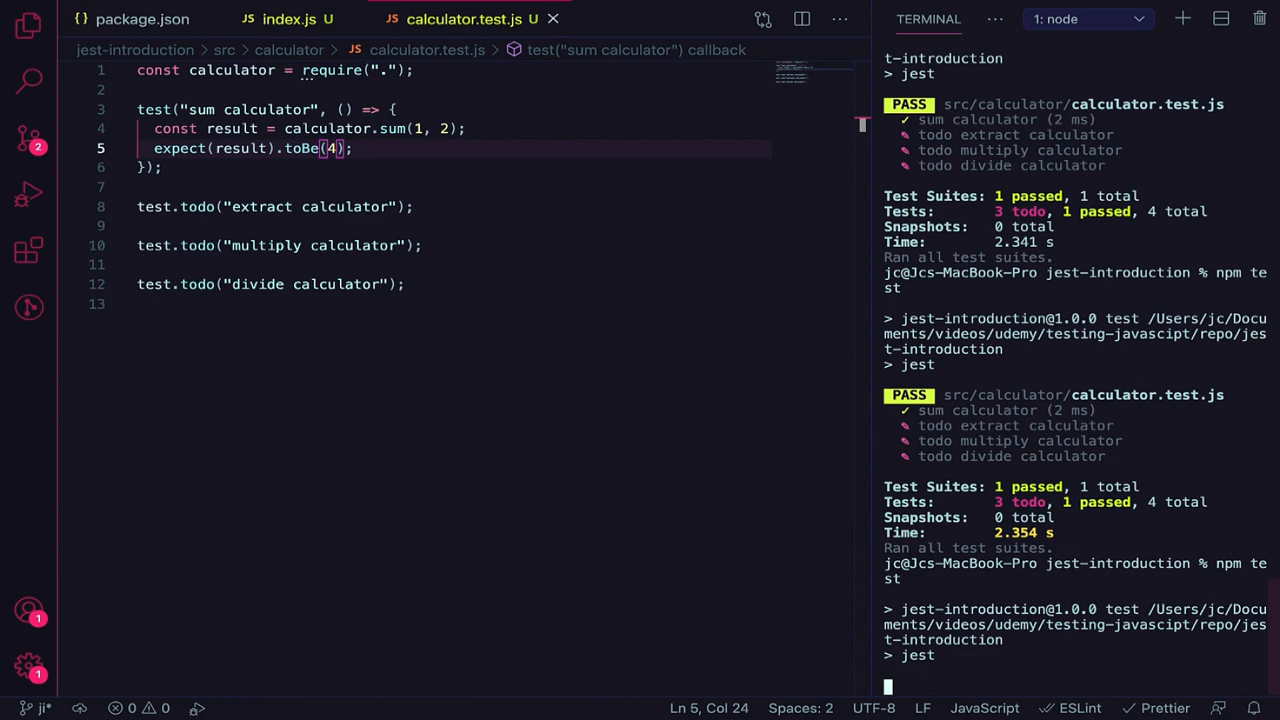 { } package.json JS index.js U JS calculator.test.js U
jest-introduction > src > calculator > JS calculator.test.js > test("sum calculator") callback
1 const calculator = require(".");
2
3 test("sum calculator", () => {
4 const result = calculator.sum(1, 2);
5 expect(result).toBe(4);
6 });
7
8 test.todo("extract calculator");
9
10 test.todo("multiply calculator");
11
12 test.todo("divide calculator");
13
2
1
1
TERMINAL ... 1: node
t-introduction
> jest
PASS src/calculator/calculator.test.js
✓ sum calculator (2 ms)
✎ todo extract calculator
✎ todo multiply calculator
✎ todo divide calculator
Test Suites: 1 passed, 1 total
Tests: 3 todo, 1 passed, 4 total
Snapshots: 0 total
Time: 2.341 s
Ran all test suites.
jc@Jcs-MacBook-Pro jest-introduction % npm te
st
> jest-introduction@1.0.0 test /Users/jc/Docu
ments/videos/udemy/testing-javascipt/repo/jes
t-introduction
> jest
PASS src/calculator/calculator.test.js
✓ sum calculator (2 ms)
✎ todo extract calculator
✎ todo multiply calculator
✎ todo divide calculator
Test Suites: 1 passed, 1 total
Tests: 3 todo, 1 passed, 4 total
Snapshots: 0 total
Time: 2.354 s
Ran all test suites.
jc@Jcs-MacBook-Pro jest-introduction % npm te
st
> jest-introduction@1.0.0 test /Users/jc/Docu
ments/videos/udemy/testing-javascipt/repo/jes
t-introduction
> jest
ji* 0 0 Ln 5, Col 24 Spaces: 2 UTF-8 LF JavaScript ESLint Prettier